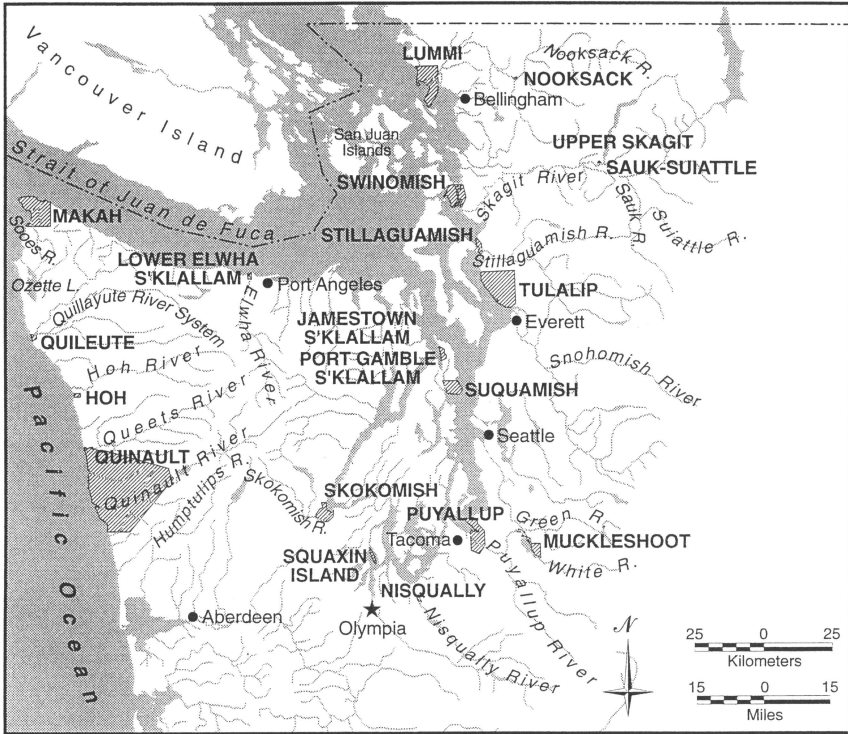 Vancouver Island
LUMMI
Nooksack R.
NOOKSACK
Bellingham
San Juan
Islands
UPPER SKAGIT
SAUK-SUIATTLE
Strait of Juan de Fuca
SWINOMISH
Skagit River
Sauk R.
Suiattle R.
MAKAH
Sooes R.
STILLAGUAMISH
Stillaguamish R.
LOWER ELWHA
S'KLALLAM
Port Angeles
Ozette L.
Elwha River
TULALIP
Quillayute River System
JAMESTOWN
S'KLALLAM
Everett
QUILEUTE
PORT GAMBLE
S'KLALLAM
Snohomish River
Hoh River
HOH
SUQUAMISH
Queets River
Pacific Ocean
Seattle
QUINAULT
Quinault River
Humptulips R.
Skokomish R.
SKOKOMISH
PUYALLUP
Green R.
Tacoma
MUCKLESHOOT
White R.
SQUAXIN
ISLAND
NISQUALLY
Puyallup River
Aberdeen
Olympia
Nisqually River
N
25 0 25
Kilometers
15 0 15
Miles